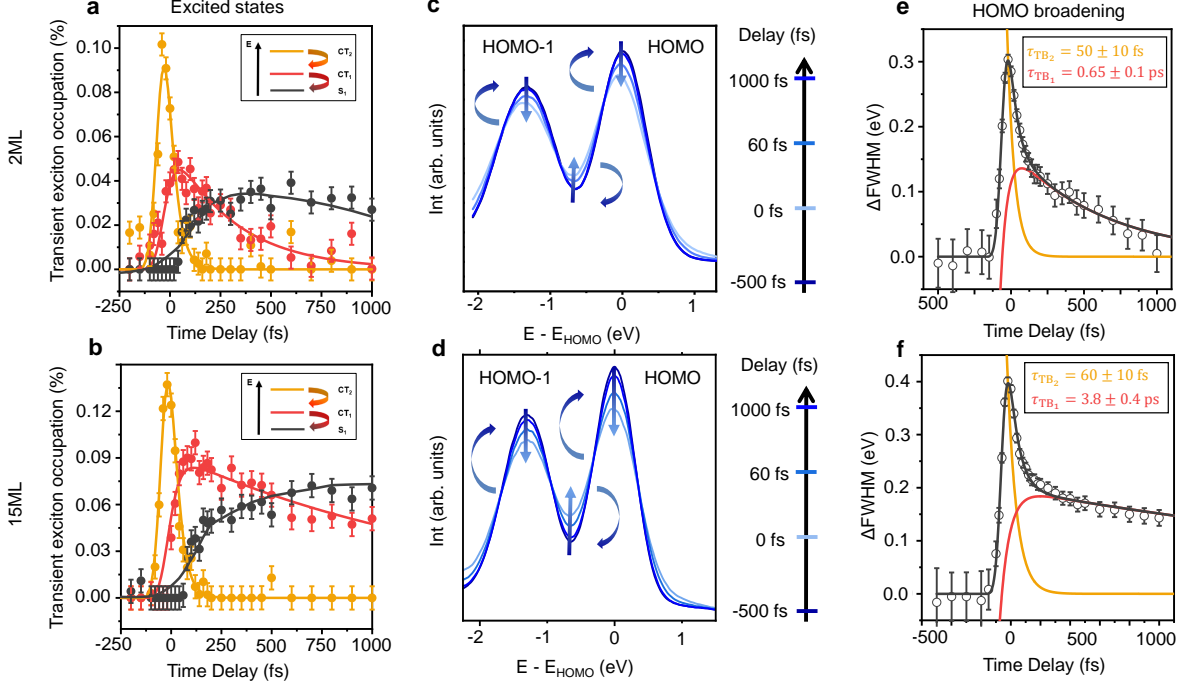 Excited states
HOMO broadening
2ML
15ML
a
Transient exciton occupation (%)
0.10
0.08
0.06
0.04
0.02
0.00
-250
0
250
500
750
1000
Time Delay (fs)
E
CT₂
CT₁
S₁
b
Transient exciton occupation (%)
0.15
0.12
0.09
0.06
0.03
0.00
-250
0
250
500
750
1000
Time Delay (fs)
E
CT₂
CT₁
S₁
c
HOMO-1
HOMO
Int (arb. units)
-2
-1
0
1
E - E_HOMO (eV)
Delay (fs)
1000 fs
60 fs
0 fs
-500 fs
d
HOMO-1
HOMO
Int (arb. units)
-2
-1
0
1
E - E_HOMO (eV)
Delay (fs)
1000 fs
60 fs
0 fs
-500 fs
e
τ_TB₂ = 50 ± 10 fs
τ_TB₁ = 0.65 ± 0.1 ps
ΔFWHM (eV)
0.3
0.2
0.1
0.0
-500
0
500
1000
Time Delay (fs)
f
τ_TB₂ = 60 ± 10 fs
τ_TB₁ = 3.8 ± 0.4 ps
ΔFWHM (eV)
0.4
0.3
0.2
0.1
0.0
-500
0
500
1000
Time Delay (fs)